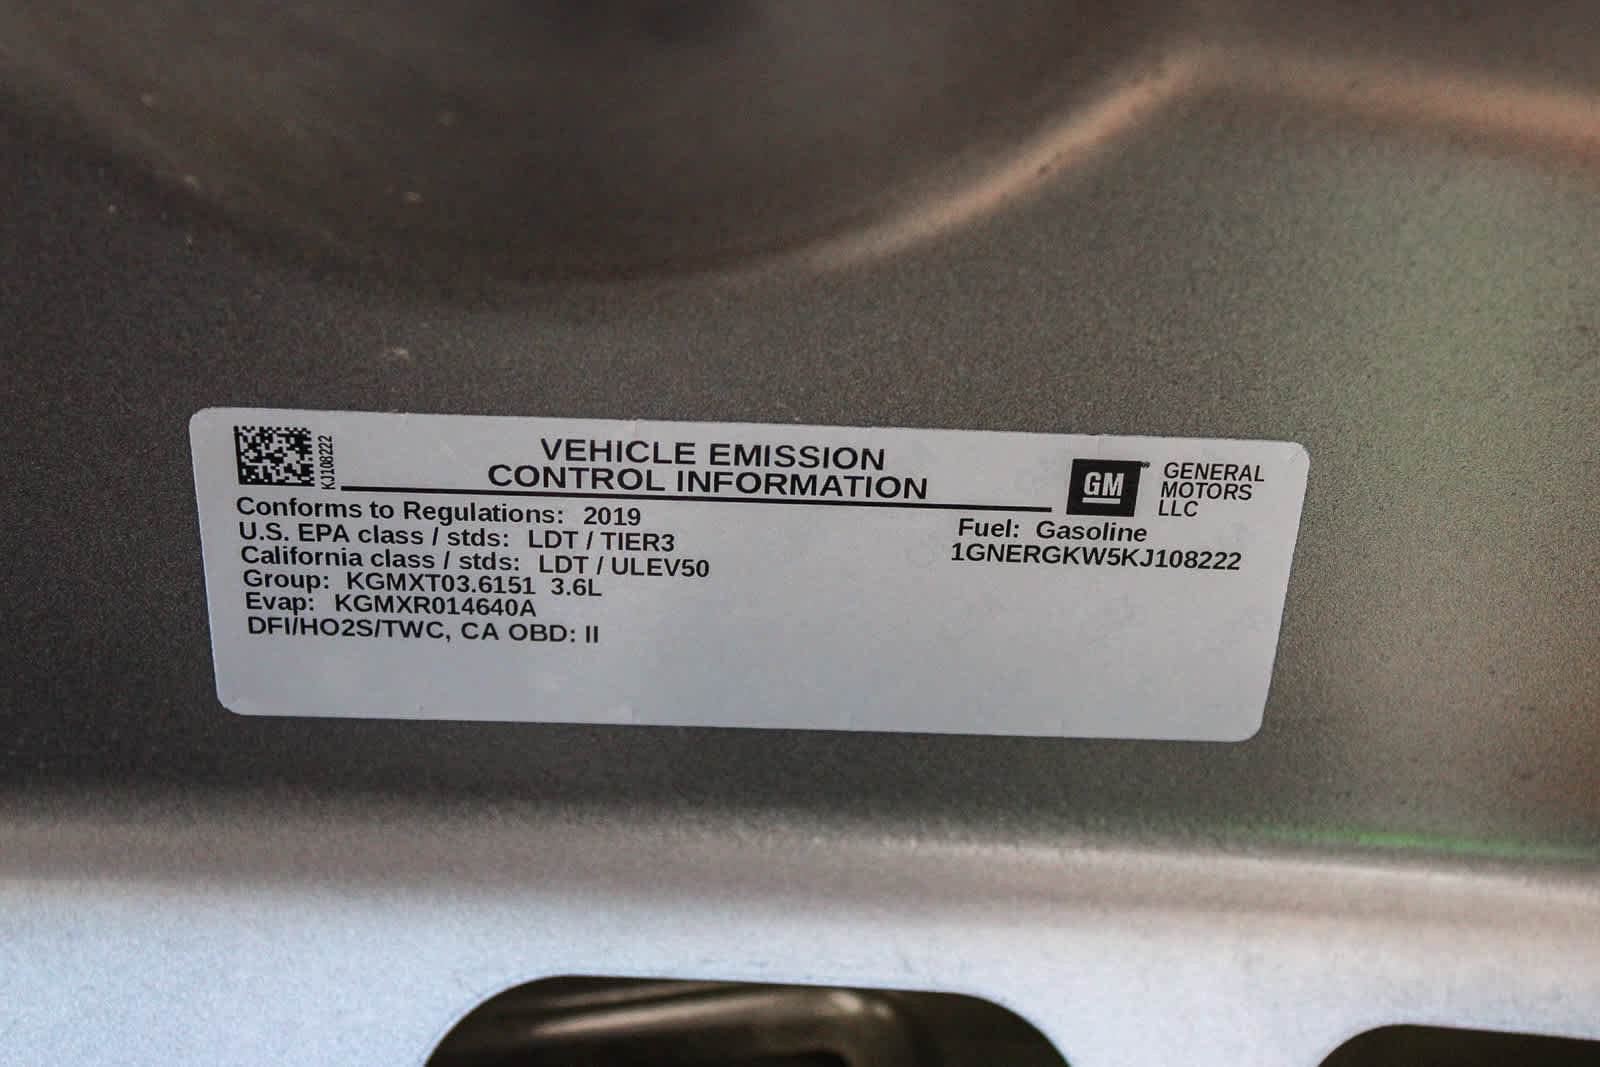 KJ108222
VEHICLE EMISSION
CONTROL INFORMATION
GM
GENERAL
MOTORS
LLC
Conforms to Regulations: 2019
U.S. EPA class / stds: LDT / TIER3
California class / stds: LDT / ULEV50
Group: KGMXT03.6151 3.6L
Evap: KGMXR014640A
DFI/HO2S/TWC, CA OBD: II
Fuel: Gasoline
1GNERGKW5KJ108222